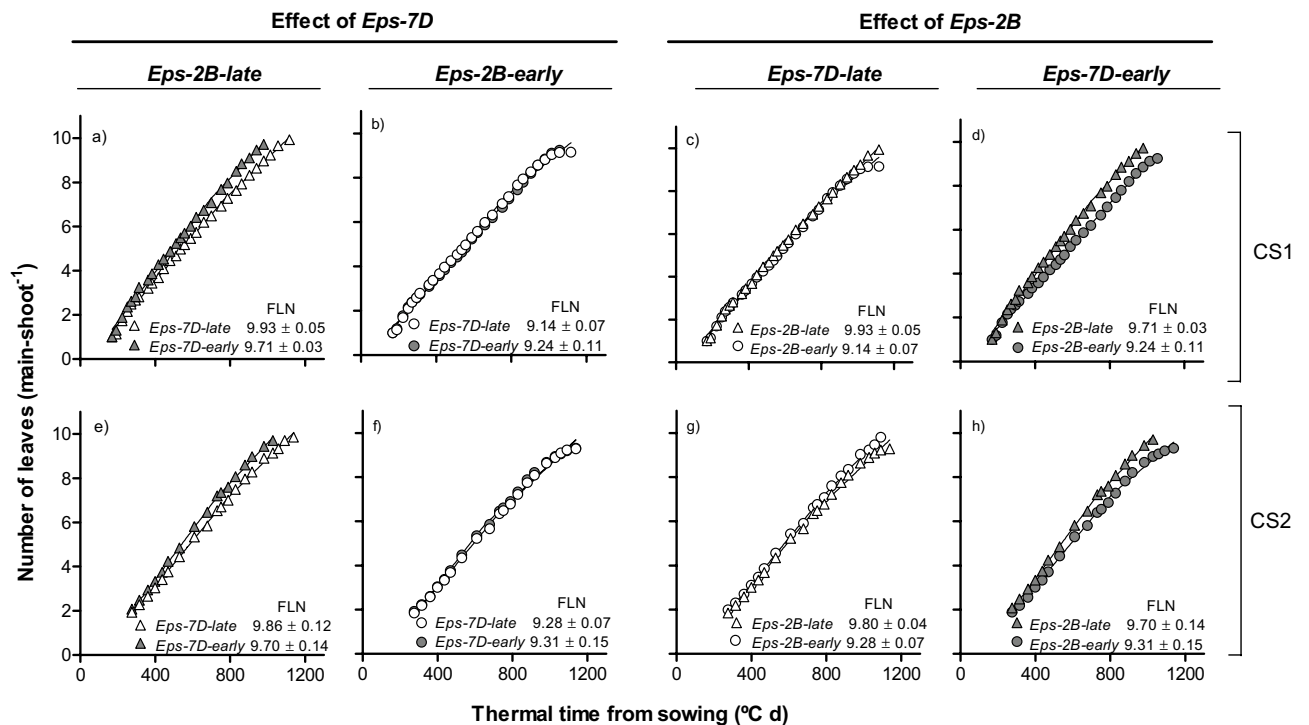 Effect of Eps-7D
Effect of Eps-2B
Eps-2B-late
Eps-2B-early
Eps-7D-late
Eps-7D-early
Number of leaves (main-shoot⁻¹)
10
8
6
4
2
0
a)
FLN
Eps-7D-late 9.93 ± 0.05
Eps-7D-early 9.71 ± 0.03
b)
FLN
Eps-7D-late 9.14 ± 0.07
Eps-7D-early 9.24 ± 0.11
c)
FLN
Eps-2B-late 9.93 ± 0.05
Eps-2B-early 9.14 ± 0.07
d)
FLN
Eps-2B-late 9.71 ± 0.03
Eps-2B-early 9.24 ± 0.11
CS1
10
8
6
4
2
0
e)
FLN
Eps-7D-late 9.86 ± 0.12
Eps-7D-early 9.70 ± 0.14
f)
FLN
Eps-7D-late 9.28 ± 0.07
Eps-7D-early 9.31 ± 0.15
g)
FLN
Eps-2B-late 9.80 ± 0.04
Eps-2B-early 9.28 ± 0.07
h)
FLN
Eps-2B-late 9.70 ± 0.14
Eps-2B-early 9.31 ± 0.15
CS2
0 400 800 1200
0 400 800 1200
0 400 800 1200
0 400 800 1200
Thermal time from sowing (ºC d)